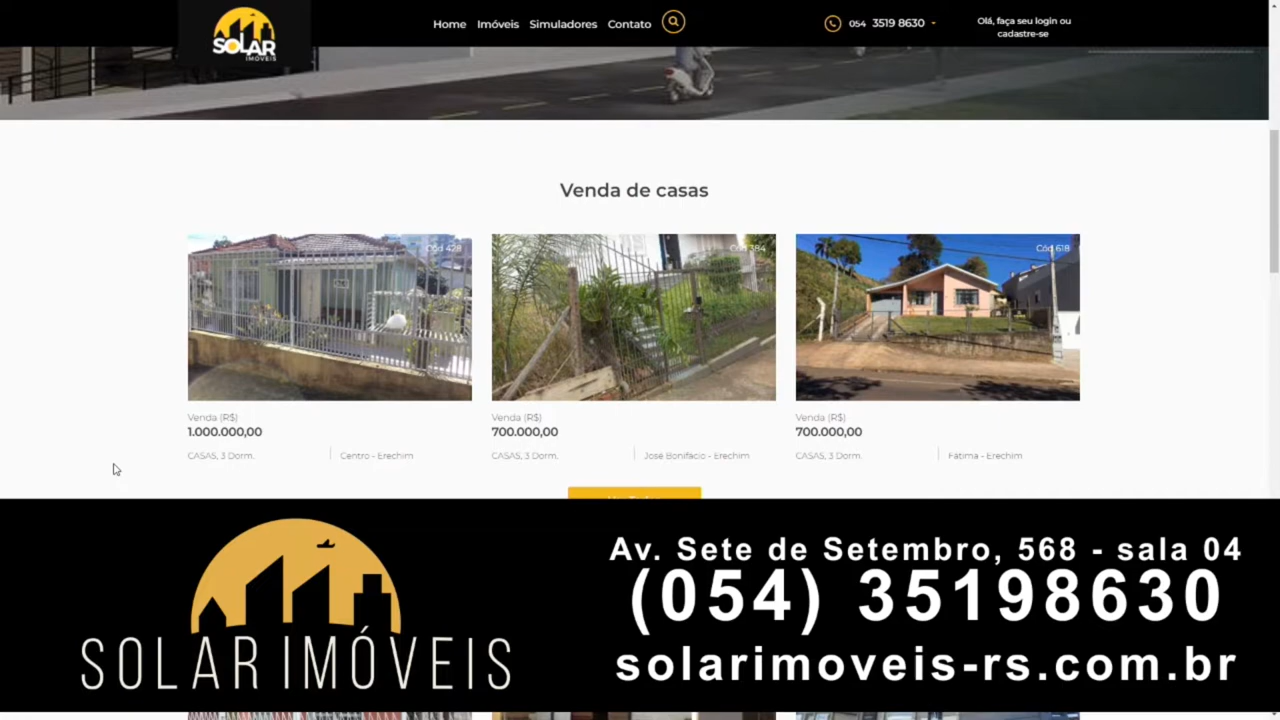 SOLAR
IMÓVEIS
Home Imóveis Simuladores Contato
054 3519 8630
Olá, faça seu login ou
cadastre-se
Venda de casas
Cód 428
Cód 384
Cód 618
Venda (R$)
1.000.000,00
CASAS, 3 Dorm.
Centro - Erechim
Venda (R$)
700.000,00
CASAS, 3 Dorm.
José Bonifácio - Erechim
Venda (R$)
700.000,00
CASAS, 3 Dorm.
Fátima - Erechim
SOLAR IMÓVEIS
Av. Sete de Setembro, 568 - sala 04
(054) 35198630
solarimoveis-rs.com.br